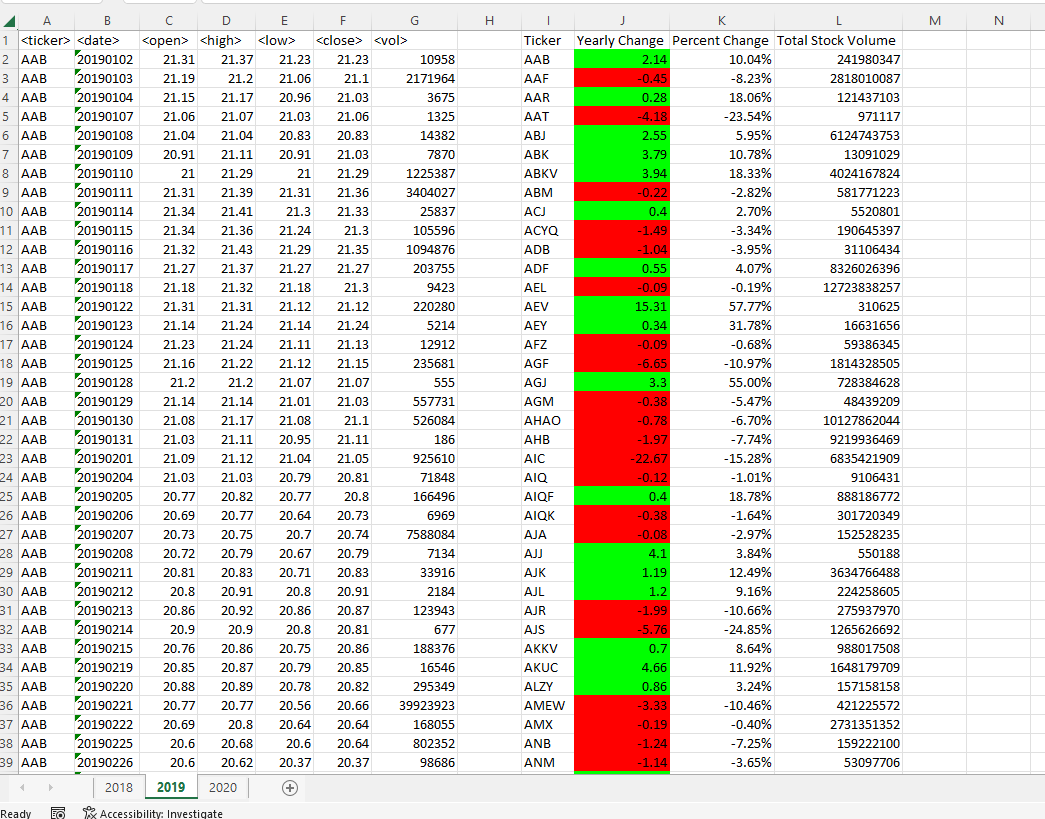 A B C D E F G H I J K L M N
1 <ticker> <date> <open> <high> <low> <close> <vol> Ticker Yearly Change Percent Change Total Stock Volume
2 AAB 20190102 21.31 21.37 21.23 21.23 10958 AAB 2.14 10.04% 241980347
3 AAB 20190103 21.19 21.2 21.06 21.1 2171964 AAF -0.45 -8.23% 2818010087
4 AAB 20190104 21.15 21.17 20.96 21.03 3675 AAR 0.28 18.06% 121437103
5 AAB 20190107 21.06 21.07 21.03 21.06 1325 AAT -4.18 -23.54% 971117
6 AAB 20190108 21.04 21.04 20.83 20.83 14382 ABJ 2.55 5.95% 6124743753
7 AAB 20190109 20.91 21.11 20.91 21.03 7870 ABK 3.79 10.78% 13091029
8 AAB 20190110 21 21.29 21 21.29 1225387 ABKV 3.94 18.33% 4024167824
9 AAB 20190111 21.31 21.39 21.31 21.36 3404027 ABM -0.22 -2.82% 581771223
10 AAB 20190114 21.34 21.41 21.3 21.33 25837 ACJ 0.4 2.70% 5520801
11 AAB 20190115 21.34 21.36 21.24 21.3 105596 ACYQ -1.49 -3.34% 190645397
12 AAB 20190116 21.32 21.43 21.29 21.35 1094876 ADB -1.04 -3.95% 31106434
13 AAB 20190117 21.27 21.37 21.27 21.27 203755 ADF 0.55 4.07% 8326026396
14 AAB 20190118 21.18 21.32 21.18 21.3 9423 AEL -0.09 -0.19% 12723838257
15 AAB 20190122 21.31 21.31 21.12 21.12 220280 AEV 15.31 57.77% 310625
16 AAB 20190123 21.14 21.24 21.14 21.24 5214 AEY 0.34 31.78% 16631656
17 AAB 20190124 21.23 21.24 21.11 21.13 12912 AFZ -0.09 -0.68% 59386345
18 AAB 20190125 21.16 21.22 21.12 21.15 235681 AGF -6.65 -10.97% 1814328505
19 AAB 20190128 21.2 21.2 21.07 21.07 555 AGJ 3.3 55.00% 728384628
20 AAB 20190129 21.14 21.14 21.01 21.03 557731 AGM -0.38 -5.47% 48439209
21 AAB 20190130 21.08 21.17 21.08 21.1 526084 AHAO -0.78 -6.70% 10127862044
22 AAB 20190131 21.03 21.11 20.95 21.11 186 AHB -1.97 -7.74% 9219936469
23 AAB 20190201 21.09 21.12 21.04 21.05 925610 AIC -22.67 -15.28% 6835421909
24 AAB 20190204 21.03 21.03 20.79 20.81 71848 AIQ -0.12 -1.01% 9106431
25 AAB 20190205 20.77 20.82 20.77 20.8 166496 AIQF 0.4 18.78% 888186772
26 AAB 20190206 20.69 20.77 20.64 20.73 6969 AIQK -0.38 -1.64% 301720349
27 AAB 20190207 20.73 20.75 20.7 20.74 7588084 AJA -0.08 -2.97% 152528235
28 AAB 20190208 20.72 20.79 20.67 20.79 7134 AJJ 4.1 3.84% 550188
29 AAB 20190211 20.81 20.83 20.71 20.83 33916 AJK 1.19 12.49% 3634766488
30 AAB 20190212 20.8 20.91 20.8 20.91 2184 AJL 1.2 9.16% 224258605
31 AAB 20190213 20.86 20.92 20.86 20.87 123943 AJR -1.99 -10.66% 275937970
32 AAB 20190214 20.9 20.9 20.8 20.81 677 AJS -5.76 -24.85% 1265626692
33 AAB 20190215 20.76 20.86 20.75 20.86 188376 AKKV 0.7 8.64% 988017508
34 AAB 20190219 20.85 20.87 20.79 20.85 16546 AKUC 4.66 11.92% 1648179709
35 AAB 20190220 20.88 20.89 20.78 20.82 295349 ALZY 0.86 3.24% 157158158
36 AAB 20190221 20.77 20.77 20.56 20.66 39923923 AMEW -3.33 -10.46% 421225572
37 AAB 20190222 20.69 20.8 20.64 20.64 168055 AMX -0.19 -0.40% 2731351352
38 AAB 20190225 20.6 20.68 20.6 20.64 802352 ANB -1.24 -7.25% 159222100
39 AAB 20190226 20.6 20.62 20.37 20.37 98686 ANM -1.14 -3.65% 53097706
2018 2019 2020
Ready Accessibility: Investigate